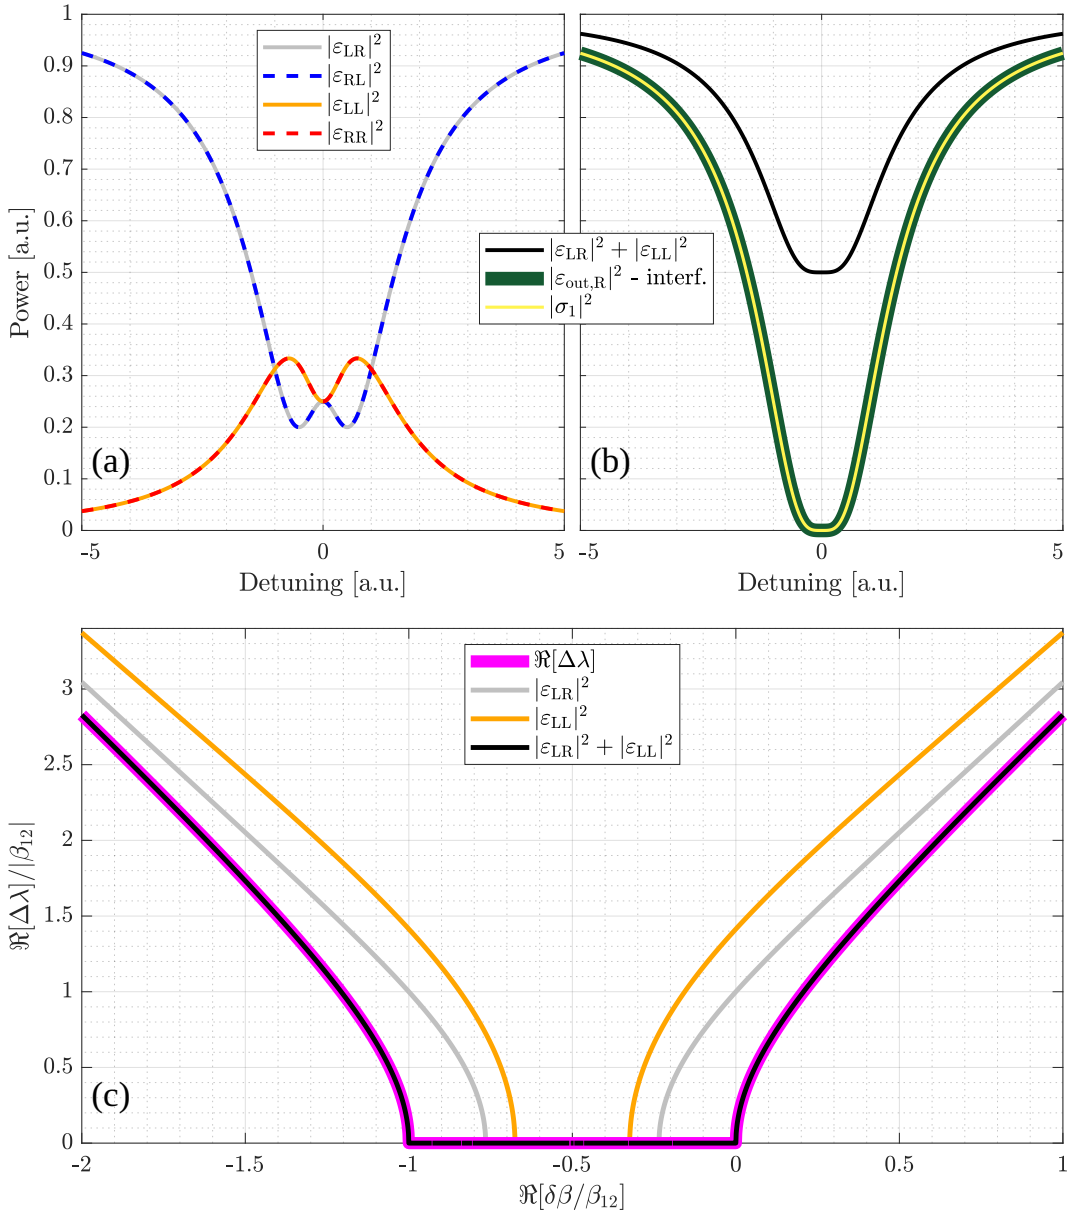 1
0.9
0.8
0.7
0.6
0.5
0.4
0.3
0.2
0.1
0
Power [a.u.]
|ε_LR|²
|ε_RL|²
|ε_LL|²
|ε_RR|²
(a)
-5 0 5
Detuning [a.u.]
|ε_LR|² + |ε_LL|²
|ε_out,R|² - interf.
|σ₁|²
(b)
-5 0 5
Detuning [a.u.]
3
2.5
2
1.5
1
0.5
0
ℜ[Δλ]/|β₁₂|
ℜ[Δλ]
|ε_LR|²
|ε_LL|²
|ε_LR|² + |ε_LL|²
(c)
-2 -1.5 -1 -0.5 0 0.5 1
ℜ[δβ/β₁₂]